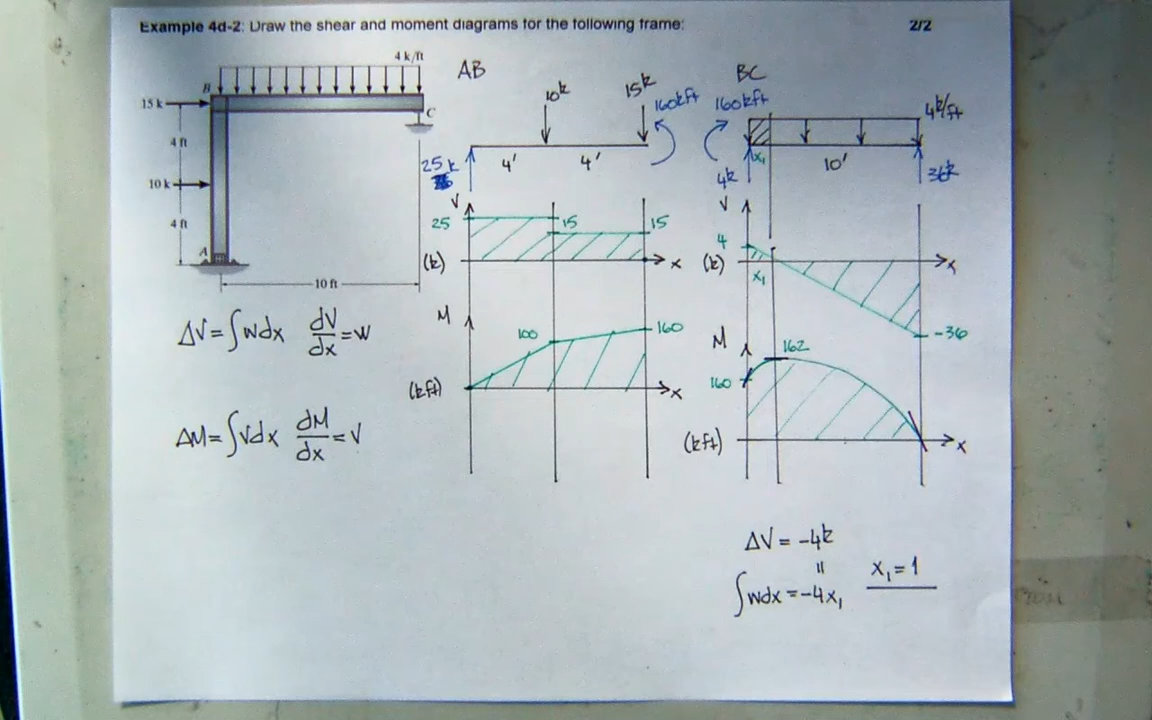 Example 4d-2: Draw the shear and moment diagrams for the following frame: 2/2
4 k/ft
B
15 k
C
4 ft
10 k
4 ft
A
10 ft
ΔV = ∫wdx dV/dx = w
ΔM = ∫Vdx dM/dx = V
AB
10k
15k
160kft
25 k
4' 4'
V
25
15
15
(k)
x
M
100
160
(kft)
x
BC
160kft
4k/ft
x₁
10'
4k
36k
V
4
(k)
x₁
x
-36
M
162
160
(kft)
x
ΔV = -4k
॥
∫wdx = -4x₁
x₁ = 1